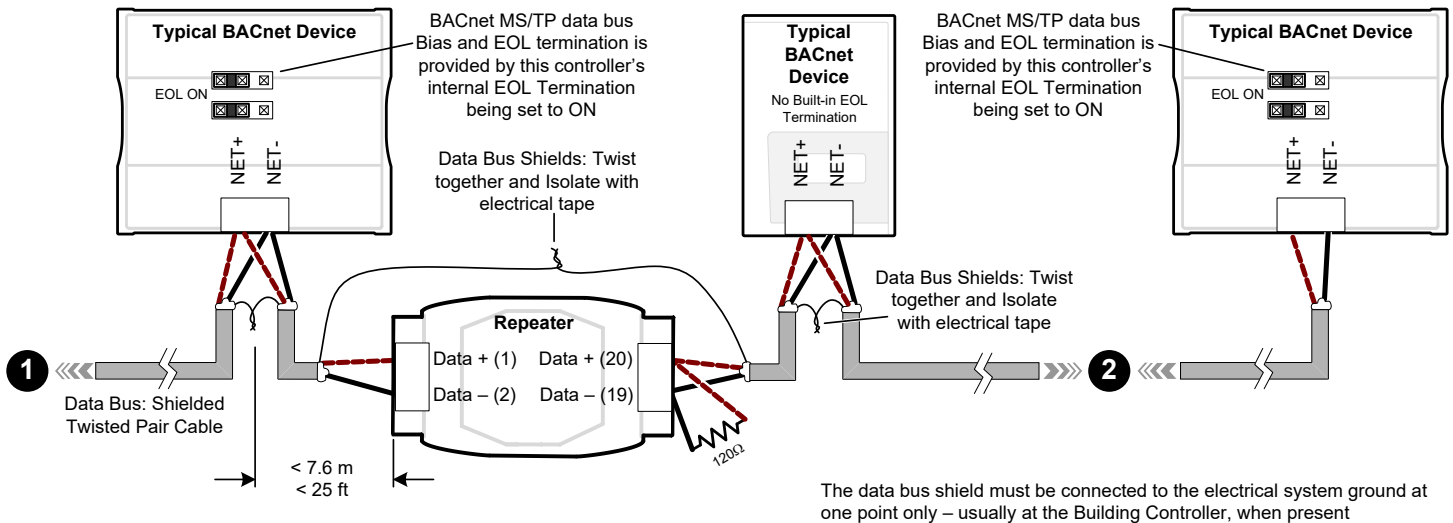 Typical BACnet Device
EOL ON
NET+
NET-
BACnet MS/TP data bus
Bias and EOL termination is
provided by this controller’s
internal EOL Termination
being set to ON
Data Bus Shields: Twist
together and Isolate with
electrical tape
Typical
BACnet
Device
No Built-in EOL
Termination
NET+
NET-
BACnet MS/TP data bus
Bias and EOL termination is
provided by this controller’s
internal EOL Termination
being set to ON
Typical BACnet Device
EOL ON
NET+
NET-
Data Bus Shields: Twist
together and Isolate
with electrical tape
Repeater
Data + (1) Data + (20)
Data – (2) Data – (19)
120Ω
1
2
Data Bus: Shielded
Twisted Pair Cable
< 7.6 m
< 25 ft
The data bus shield must be connected to the electrical system ground at
one point only – usually at the Building Controller, when present